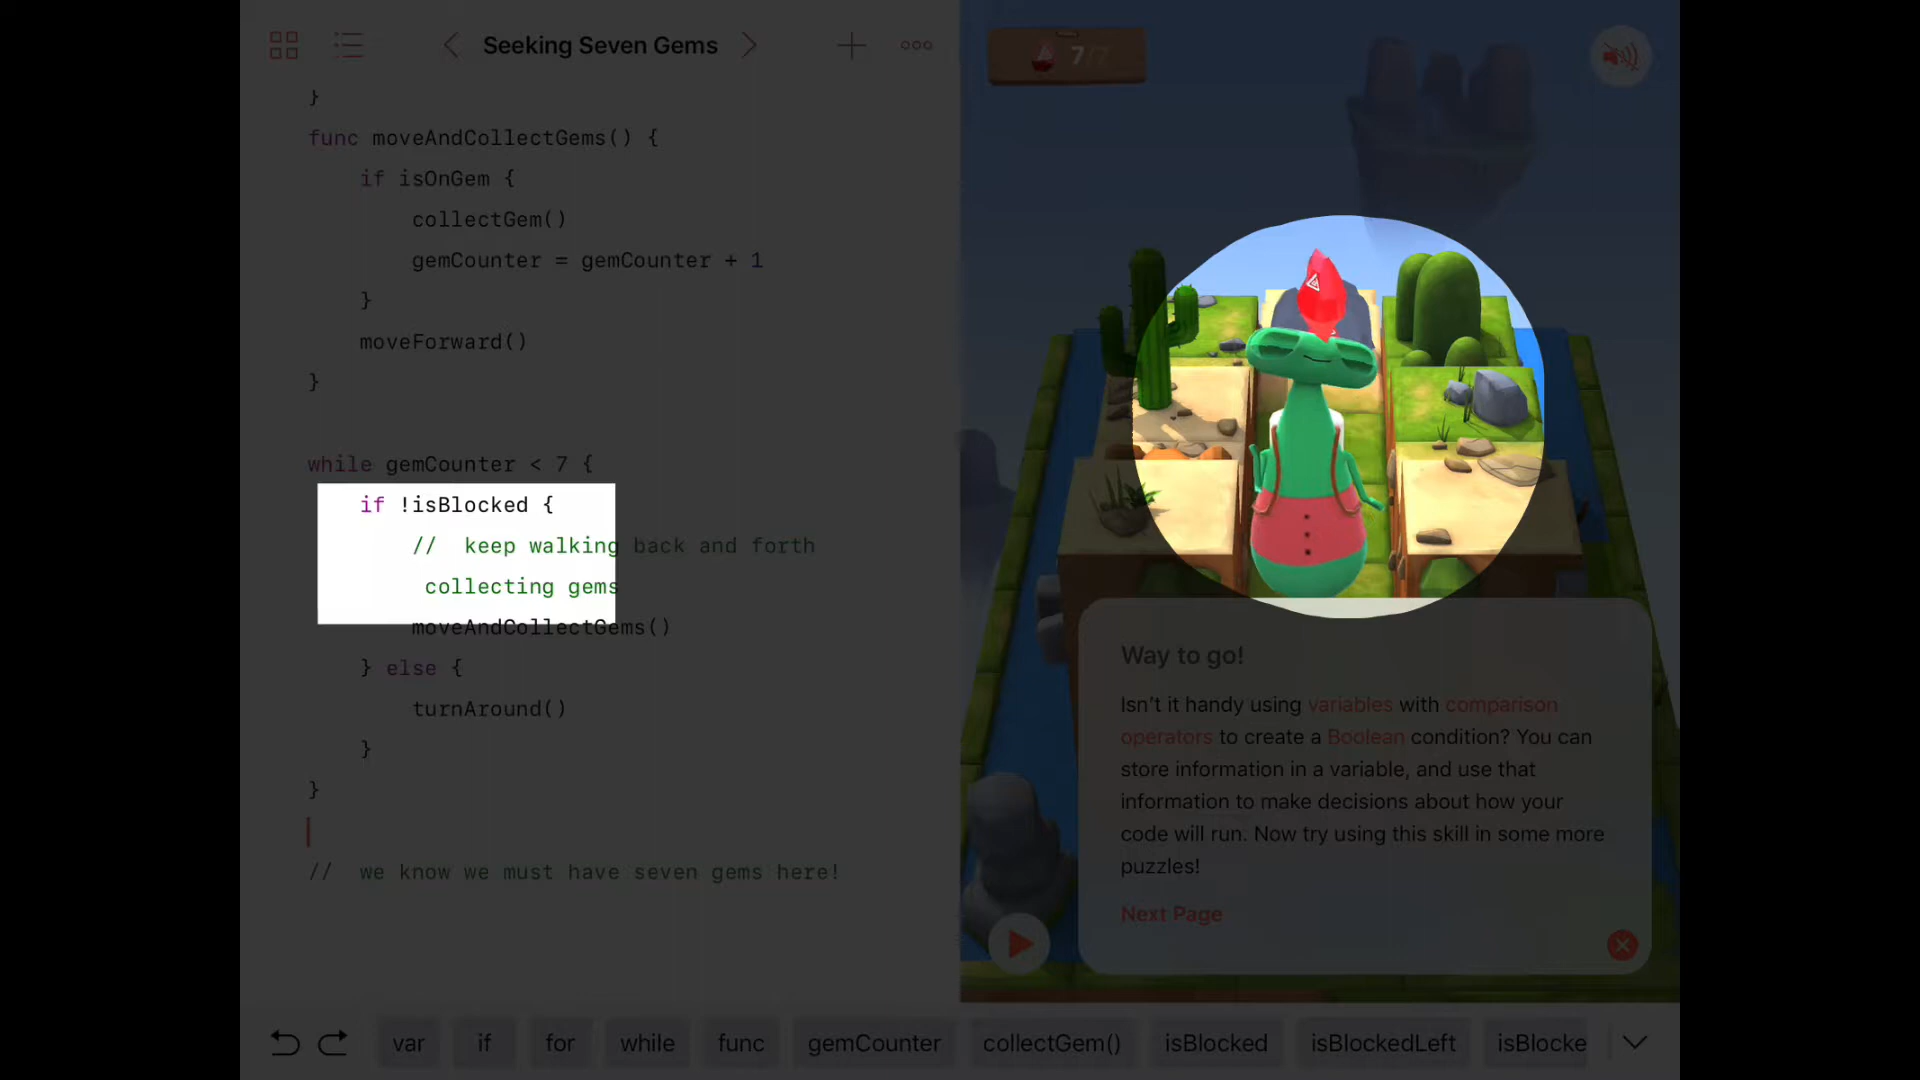 Seeking Seven Gems
}
func moveAndCollectGems() {
if isOnGem {
collectGem()
gemCounter = gemCounter + 1
}
moveForward()
}
while gemCounter < 7 {
if !isBlocked {
//  keep walking back and forth
collecting gems
moveAndCollectGems()
} else {
turnAround()
}
}
//  we know we must have seven gems here!
7/7
Way to go!
Isn't it handy using variables with comparison
operators to create a Boolean condition? You can
store information in a variable, and use that
information to make decisions about how your
code will run. Now try using this skill in some more
puzzles!
Next Page
var if for while func gemCounter collectGem() isBlocked isBlockedLeft isBlocke